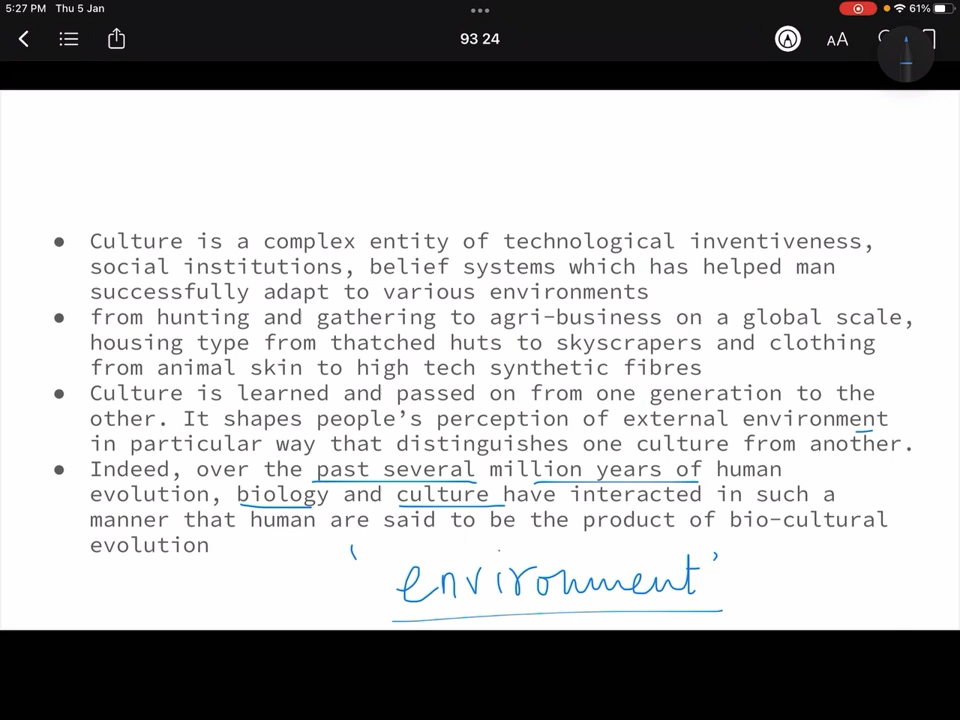 5:27 PM Thu 5 Jan
61%
93 24
AA
● Culture is a complex entity of technological inventiveness,
social institutions, belief systems which has helped man
successfully adapt to various environments
● from hunting and gathering to agri-business on a global scale,
housing type from thatched huts to skyscrapers and clothing
from animal skin to high tech synthetic fibres
● Culture is learned and passed on from one generation to the
other. It shapes people's perception of external environment
in particular way that distinguishes one culture from another.
● Indeed, over the past several million years of human
evolution, biology and culture have interacted in such a
manner that human are said to be the product of bio-cultural
evolution
'environment'